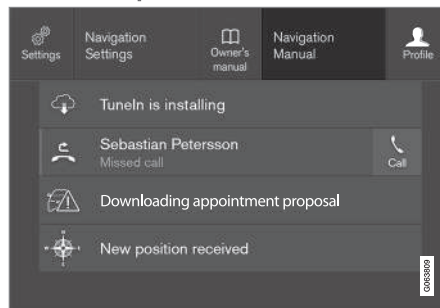 Settings
Navigation
Settings
Owner's
manual
Navigation
Manual
Profile
TuneIn is installing
Sebastian Petersson
Missed call
Call
Downloading appointment proposal
New position received
G063809